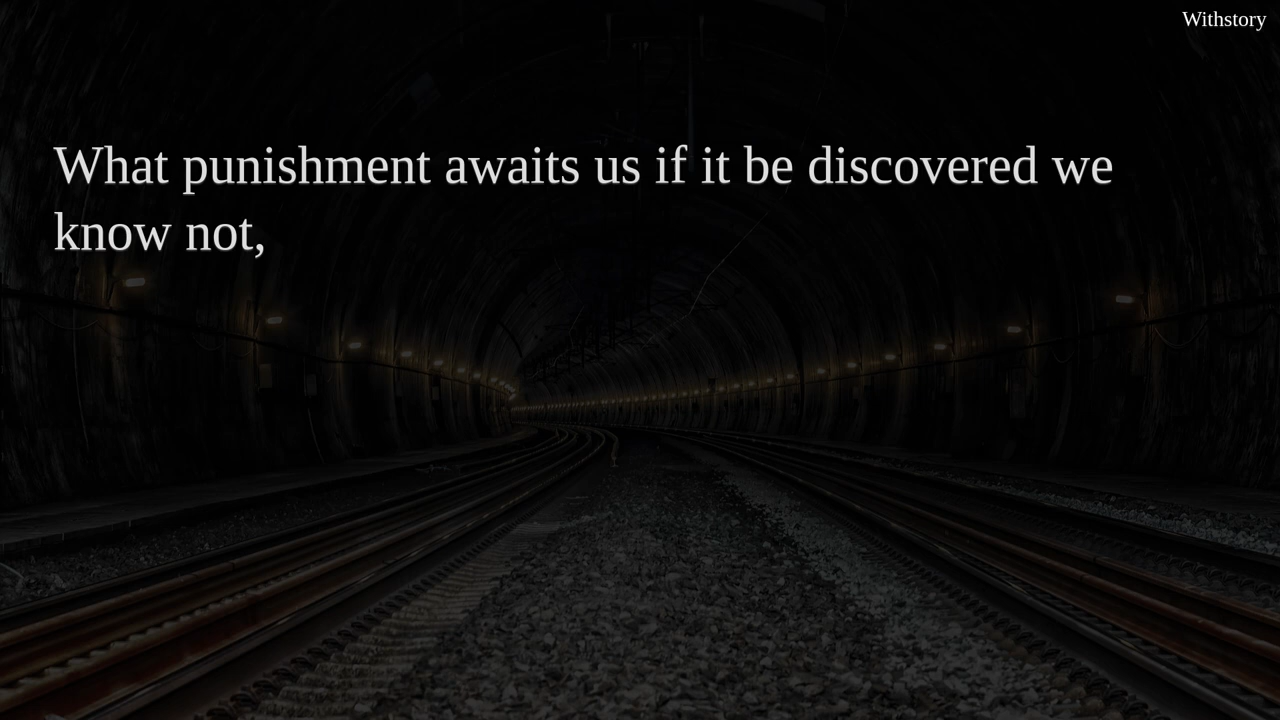 Withstory
What punishment awaits us if it be discovered we
know not,